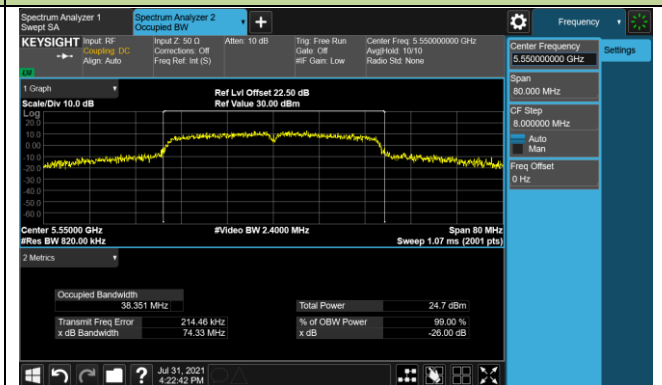 Spectrum Analyzer 1
Swept SA
Spectrum Analyzer 2
Occupied BW
Frequency
KEYSIGHT
Input: RF
Coupling: DC
Align: Auto
Input Z: 50 Ω
Corrections: Off
Freq Ref: Int (S)
Atten: 10 dB
Trig: Free Run
Gate: Off
#IF Gain: Low
Center Freq: 5.550000000 GHz
Avg|Hold: 10/10
Radio Std: None
Center Frequency
5.550000000 GHz
Settings
Span
80.000 MHz
CF Step
8.000000 MHz
Auto
Man
Freq Offset
0 Hz
1 Graph
Scale/Div 10.0 dB
Ref Lvl Offset 22.50 dB
Ref Value 30.00 dBm
Log
20.0
10.0
0.00
-10.0
-20.0
-30.0
-40.0
-50.0
-60.0
Center 5.55000 GHz
#Res BW 820.00 kHz
#Video BW 2.4000 MHz
Span 80 MHz
Sweep 1.07 ms (2001 pts)
2 Metrics
Occupied Bandwidth
38.351 MHz
Total Power
24.7 dBm
Transmit Freq Error
214.46 kHz
% of OBW Power
99.00 %
x dB Bandwidth
74.33 MHz
x dB
-26.00 dB
?
Jul 31, 2021
4:22:42 PM